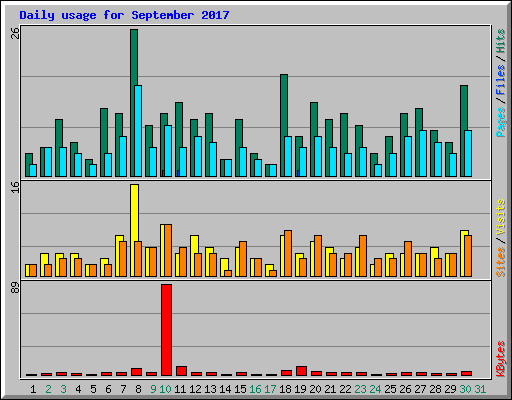 Daily usage for September 2017
26
Pages / Files / Hits
16
Sites / Visits
89
KBytes
1 2 3 4 5 6 7 8 9 10 11 12 13 14 15 16 17 18 19 20 21 22 23 24 25 26 27 28 29 30 31